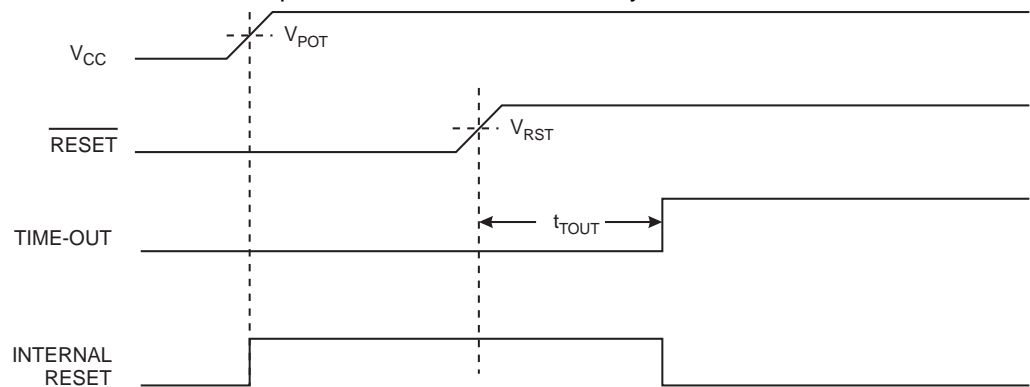 V_CC
V_POT
RESET
V_RST
TIME-OUT
t_TOUT
INTERNAL
RESET